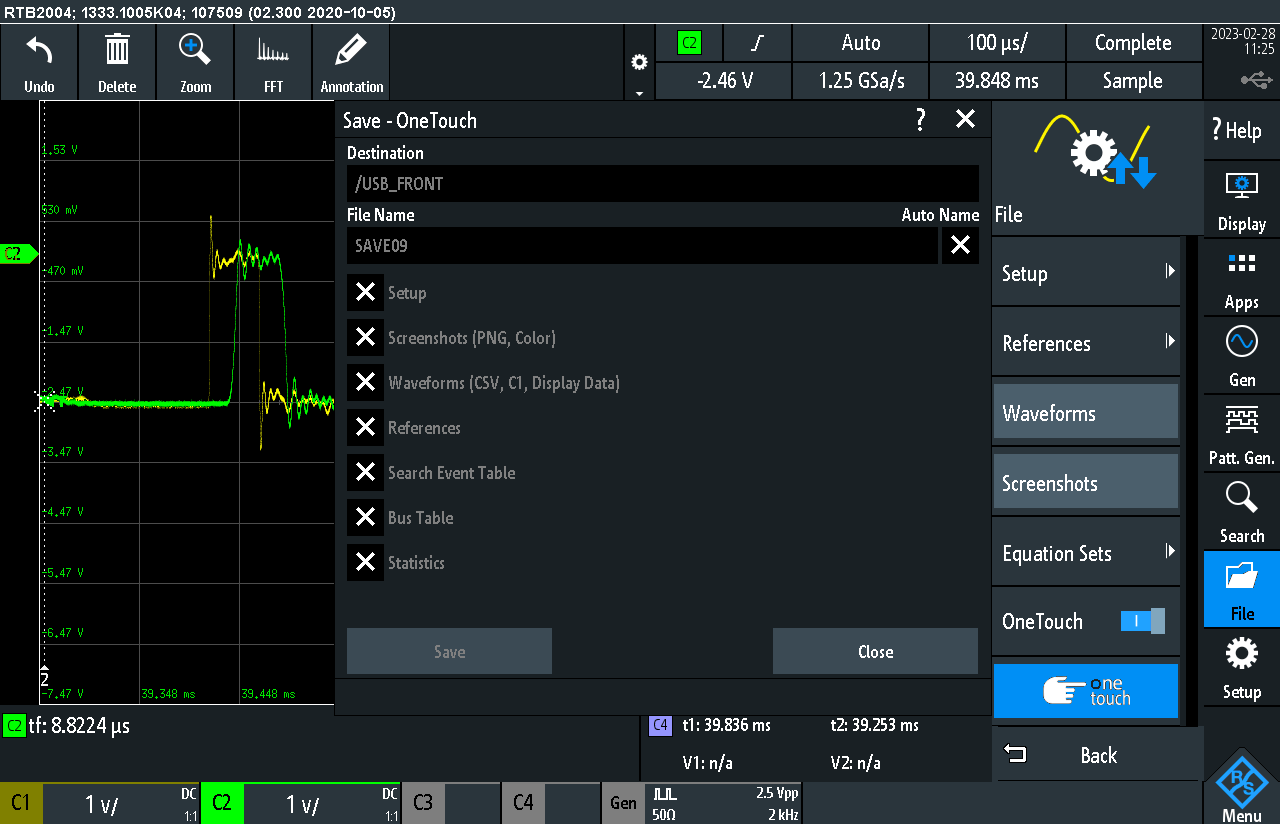 RTB2004; 1333.1005K04; 107509 (02.300 2020-10-05)
Undo
Delete
Zoom
FFT
Annotation
C2
Auto
100 µs/
Complete
-2.46 V
1.25 GSa/s
39.848 ms
Sample
2023-02-28
11:25
Save - OneTouch
?
Destination
/USB_FRONT
File Name
Auto Name
SAVE09
Setup
Screenshots (PNG, Color)
Waveforms (CSV, C1, Display Data)
References
Search Event Table
Bus Table
Statistics
Save
Close
1.53 V
530 mV
C2
-470 mV
-1.47 V
-2.47 V
-3.47 V
-4.47 V
-5.47 V
-6.47 V
2
-7.47 V
39.348 ms
39.448 ms
File
Setup
References
Waveforms
Screenshots
Equation Sets
OneTouch
one
touch
Back
? Help
Display
Apps
Gen
Patt. Gen.
Search
File
Setup
R S
Menu
C2 tf: 8.8224 µs
C4 t1: 39.836 ms t2: 39.253 ms
V1: n/a V2: n/a
C1 1 V/ DC
1:1
C2 1 V/ DC
1:1
C3
C4
Gen
2.5 Vpp
50Ω 2 kHz